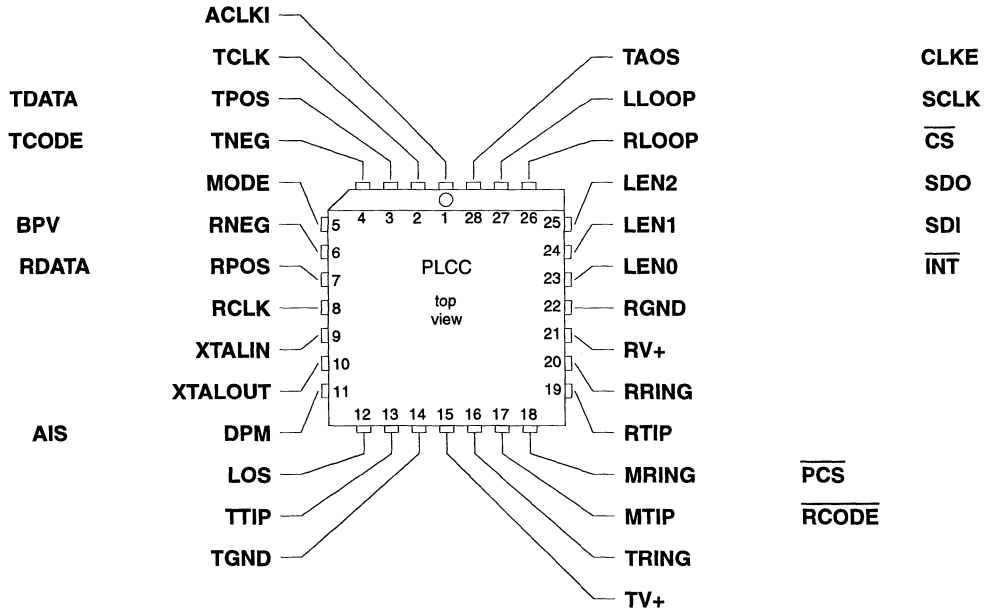 ACLKI
TCLK TAOS CLKE
TDATA TPOS LLOOP SCLK
TCODE TNEG RLOOP CS
MODE LEN2 SDO
4 3 2 1 28 27 26
5 25
BPV RNEG LEN1 SDI
6 24
RDATA RPOS PLCC LEN0 INT
7 23
top
RCLK 8 22 RGND
view
9 21
XTALIN RV+
10 20
XTALOUT 11 19 RRING
12 13 14 15 16 17 18
AIS DPM RTIP
LOS MRING PCS
TTIP MTIP RCODE
TGND TRING
TV+